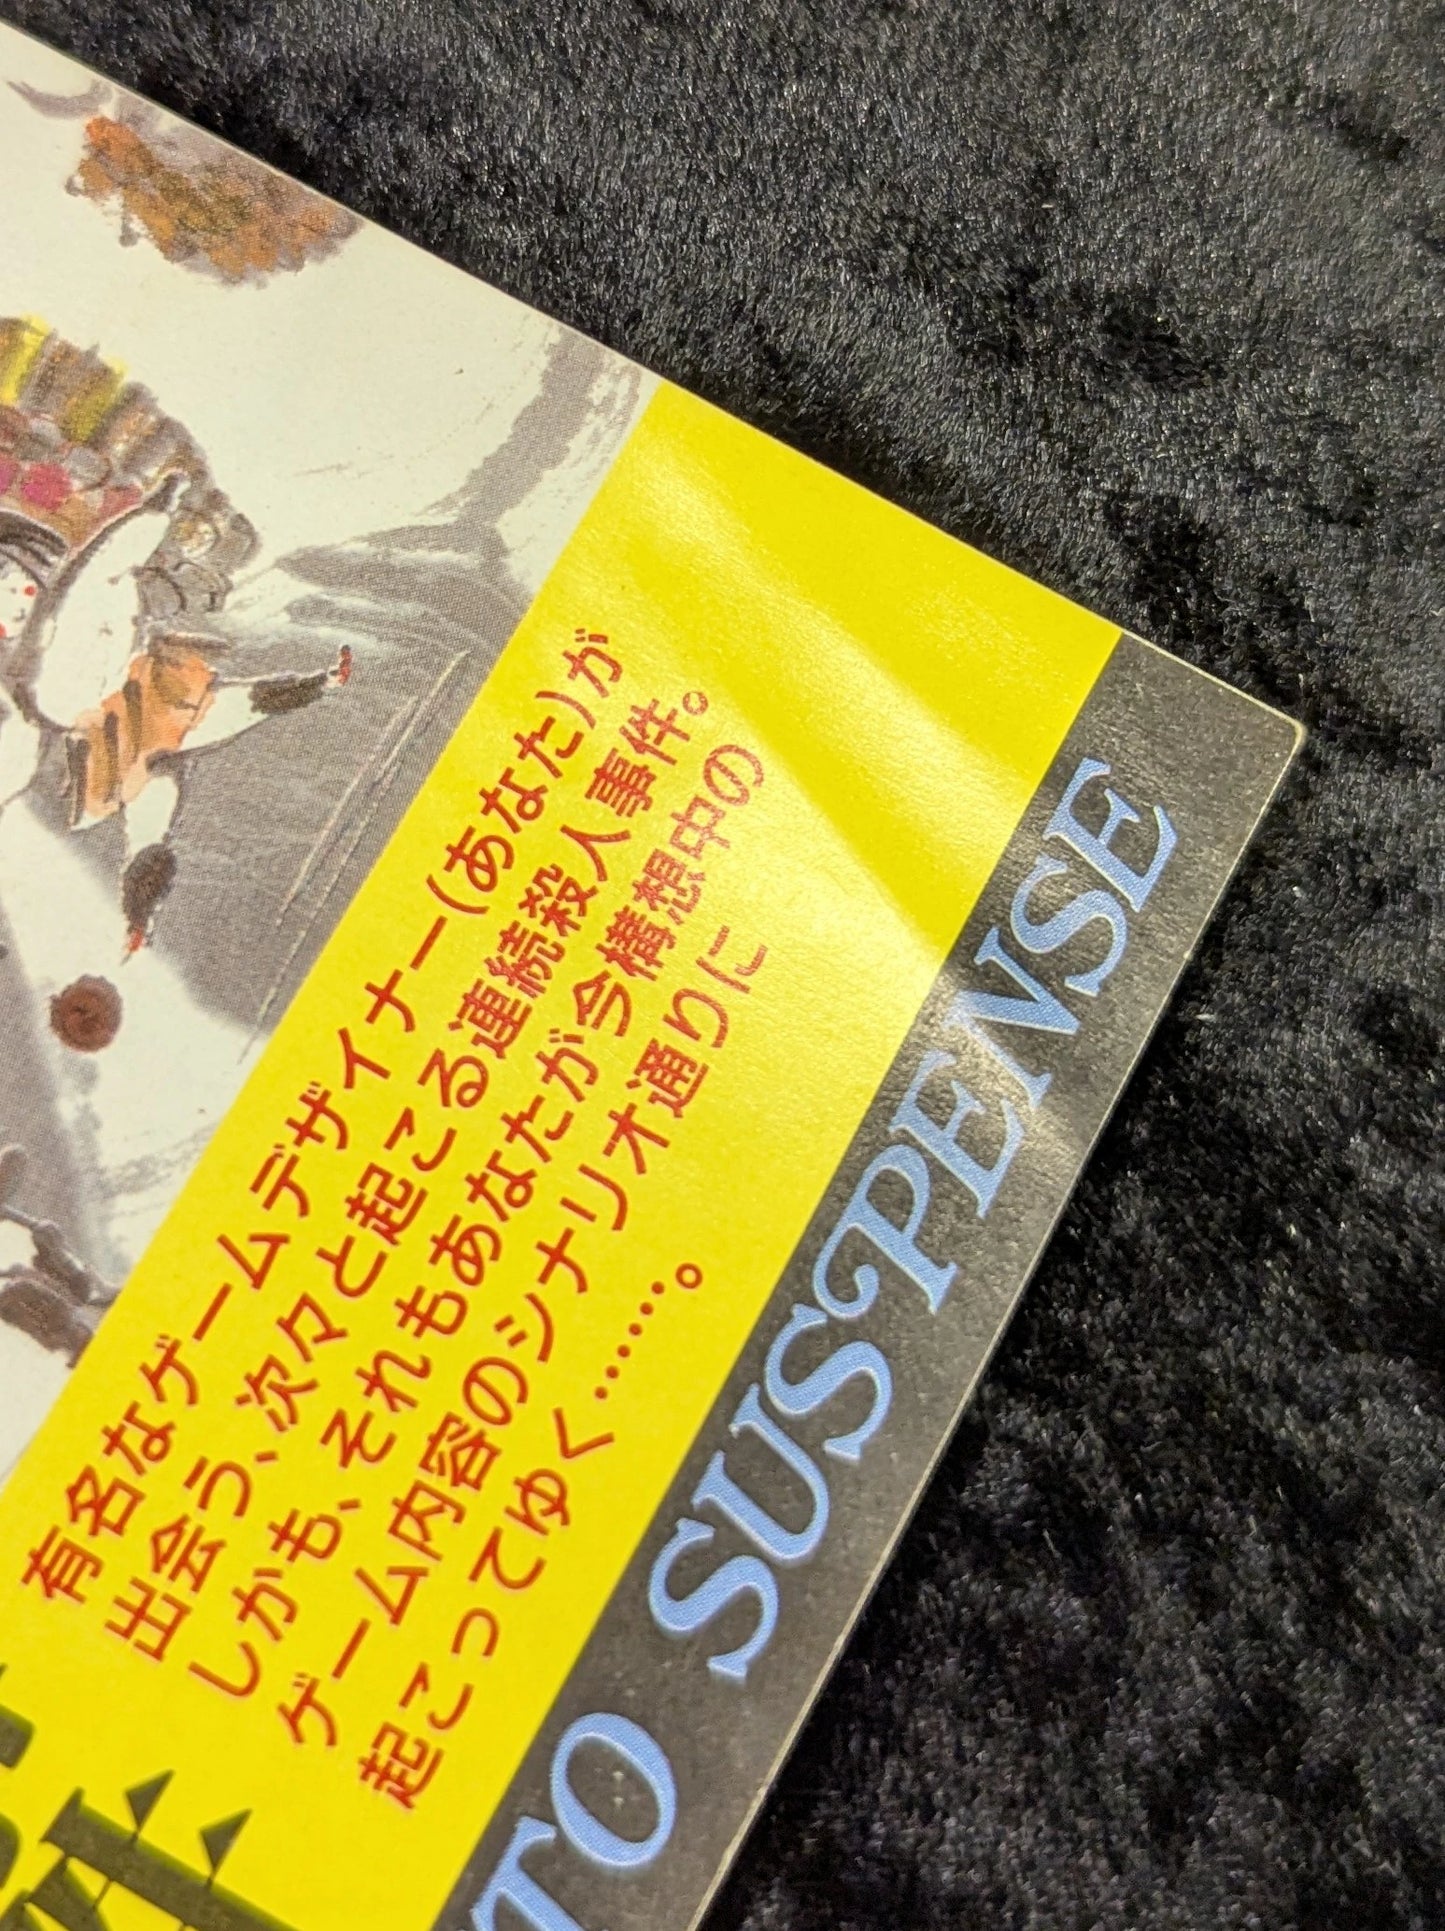 有名なゲームデザイナー(あなた)が
出会う、次々と起こる連続殺人事件。
しかも、それもあなたが今構想中の
ゲーム内容のシナリオ通りに
起こってゆく……。
TO SUSPENSE